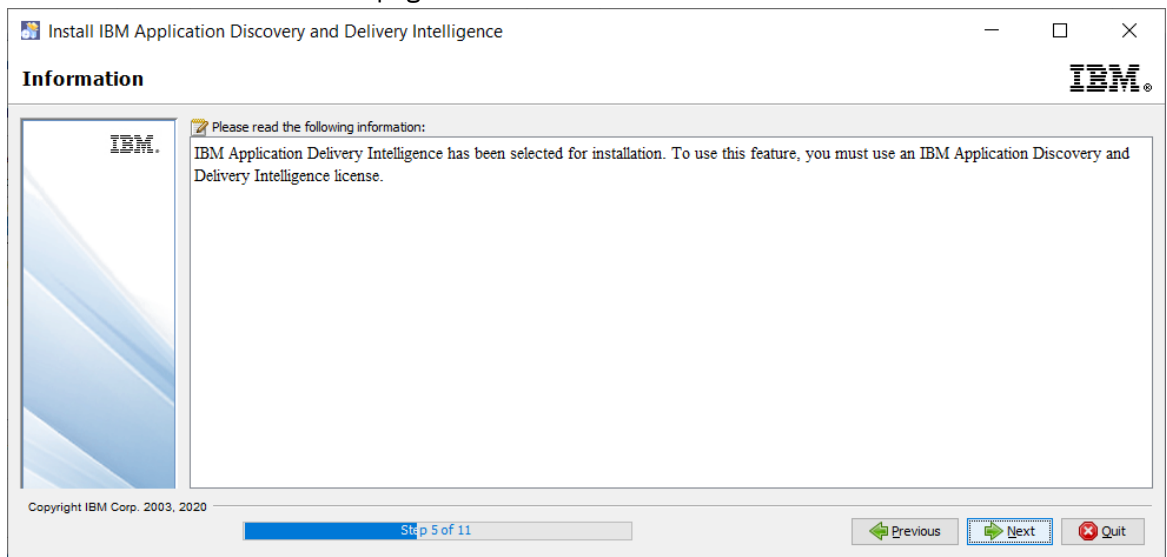 Install IBM Application Discovery and Delivery Intelligence
Information
IBM®
IBM.
Please read the following information:
IBM Application Delivery Intelligence has been selected for installation. To use this feature, you must use an IBM Application Discovery and
Delivery Intelligence license.
Copyright IBM Corp. 2003, 2020
Step 5 of 11
Previous
Next
Quit